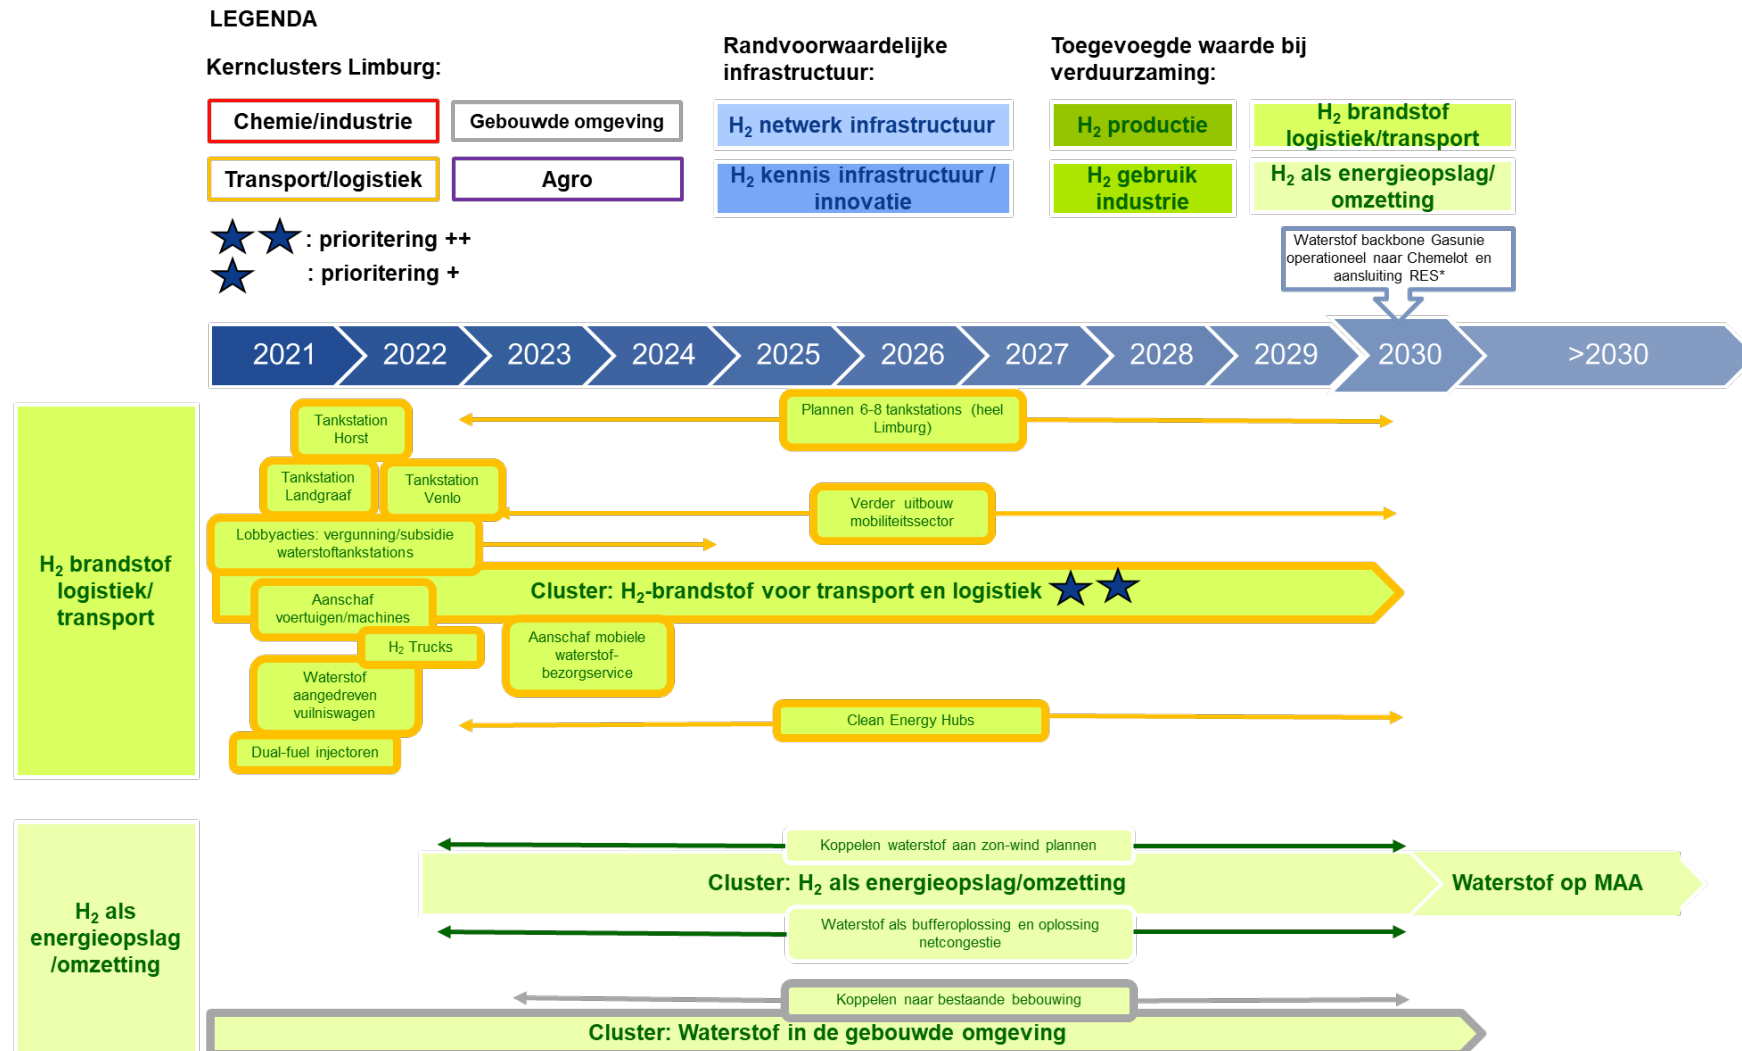 LEGENDA
Kernclusters Limburg:
Chemie/industrie
Gebouwde omgeving
Transport/logistiek
Agro
: prioritering ++
: prioritering +
Randvoorwaardelijke
infrastructuur:
H2 netwerk infrastructuur
H2 kennis infrastructuur /
innovatie
Toegevoegde waarde bij
verduurzaming:
H2 productie
H2 brandstof
logistiek/transport
H2 gebruik
industrie
H2 als energieopslag/
omzetting
Waterstof backbone Gasunie
operationeel naar Chemelot en
aansluiting RES*
2021
2022
2023
2024
2025
2026
2027
2028
2029
2030
>2030
H2 brandstof
logistiek/
transport
Tankstation
Horst
Plannen 6-8 tankstations (heel
Limburg)
Tankstation
Landgraaf
Tankstation
Venlo
Verder uitbouw
mobiliteitssector
Lobbyacties: vergunning/subsidie
waterstoftankstations
Cluster: H2-brandstof voor transport en logistiek
Aanschaf
voertuigen/machines
H2 Trucks
Aanschaf mobiele
waterstof-
bezorgservice
Waterstof
aangedreven
vuilniswagen
Clean Energy Hubs
Dual-fuel injectoren
H2 als
energieopslag
/omzetting
Koppelen waterstof aan zon-wind plannen
Cluster: H2 als energieopslag/omzetting
Waterstof op MAA
Waterstof als bufferoplossing en oplossing
netcongestie
Koppelen naar bestaande bebouwing
Cluster: Waterstof in de gebouwde omgeving